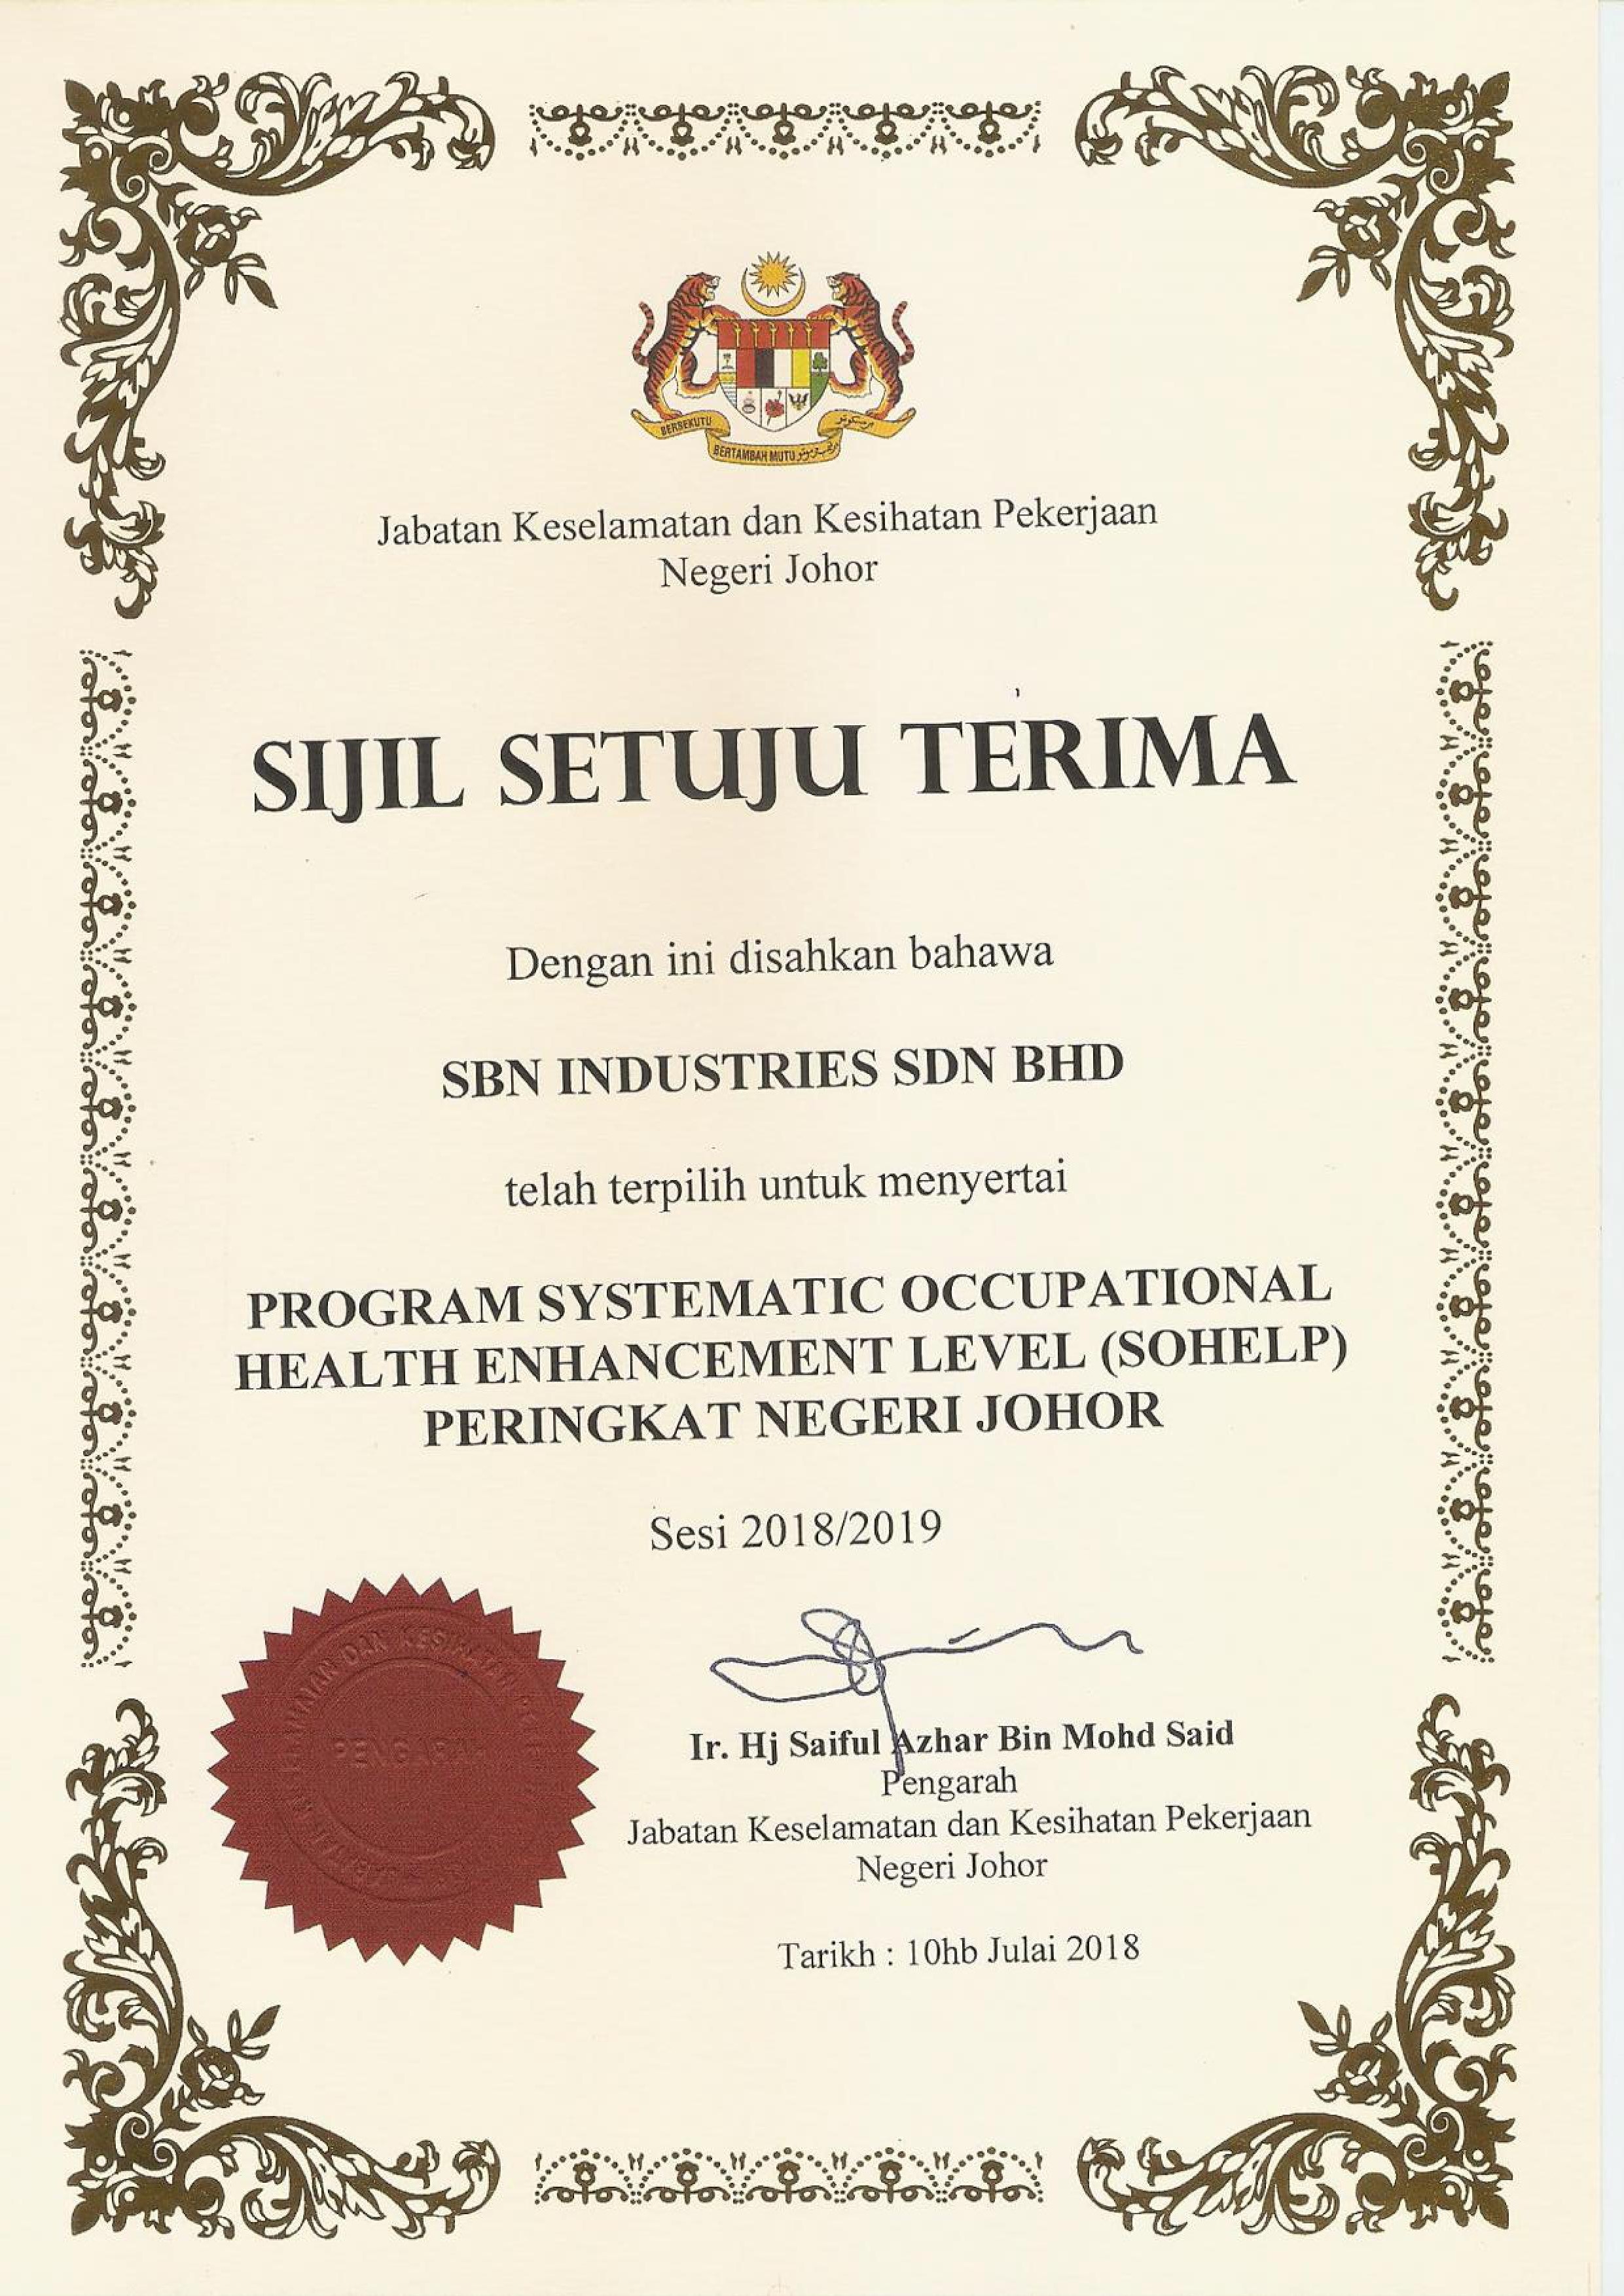 BERSEKUTU
BERTAMBAH MUTU
Jabatan Keselamatan dan Kesihatan Pekerjaan
Negeri Johor
SIJIL SETUJU TERIMA
Dengan ini disahkan bahawa
SBN INDUSTRIES SDN BHD
telah terpilih untuk menyertai
PROGRAM SYSTEMATIC OCCUPATIONAL
HEALTH ENHANCEMENT LEVEL (SOHELP)
PERINGKAT NEGERI JOHOR
Sesi 2018/2019
DAN KESIHATAN
PENGARAH
Ir. Hj Saiful Azhar Bin Mohd Said
Pengarah
Jabatan Keselamatan dan Kesihatan Pekerjaan
Negeri Johor
Tarikh : 10hb Julai 2018